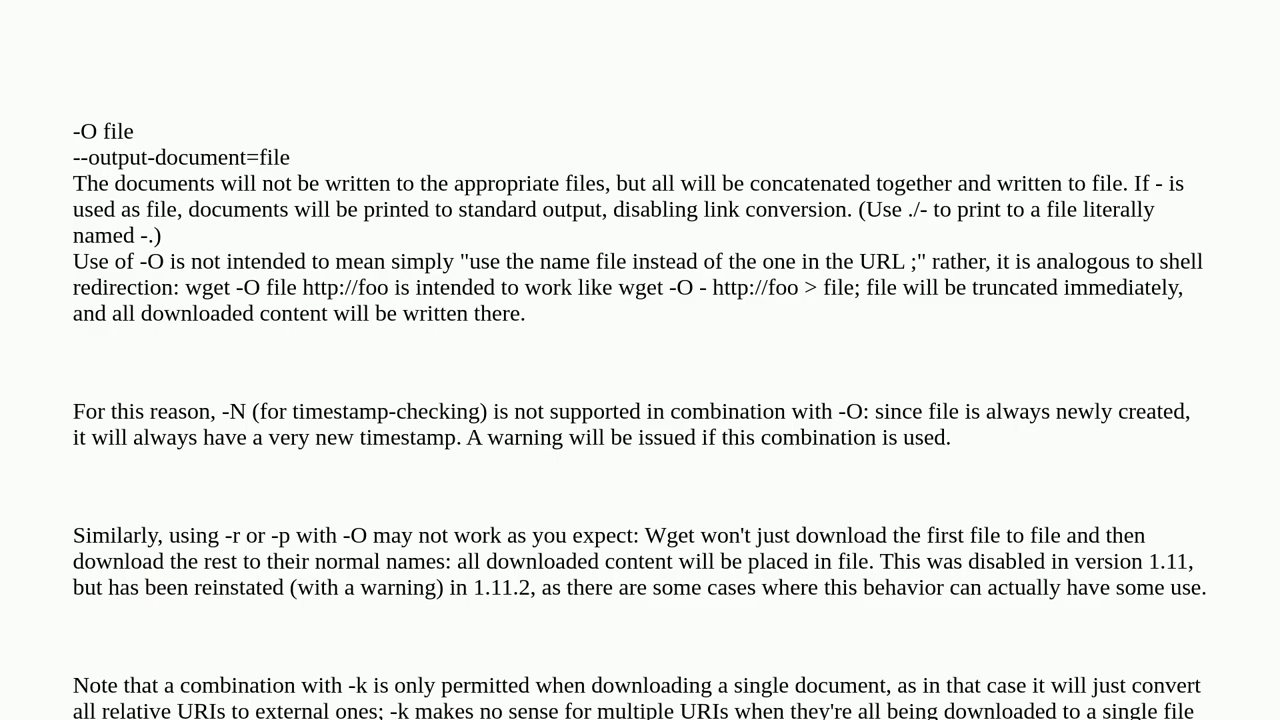 -O file
--output-document=file
The documents will not be written to the appropriate files, but all will be concatenated together and written to file. If - is
used as file, documents will be printed to standard output, disabling link conversion. (Use ./- to print to a file literally
named -.)
Use of -O is not intended to mean simply "use the name file instead of the one in the URL ;" rather, it is analogous to shell
redirection: wget -O file http://foo is intended to work like wget -O - http://foo > file; file will be truncated immediately,
and all downloaded content will be written there.
For this reason, -N (for timestamp-checking) is not supported in combination with -O: since file is always newly created,
it will always have a very new timestamp. A warning will be issued if this combination is used.
Similarly, using -r or -p with -O may not work as you expect: Wget won't just download the first file to file and then
download the rest to their normal names: all downloaded content will be placed in file. This was disabled in version 1.11,
but has been reinstated (with a warning) in 1.11.2, as there are some cases where this behavior can actually have some use.
Note that a combination with -k is only permitted when downloading a single document, as in that case it will just convert
all relative URIs to external ones; -k makes no sense for multiple URIs when they're all being downloaded to a single file